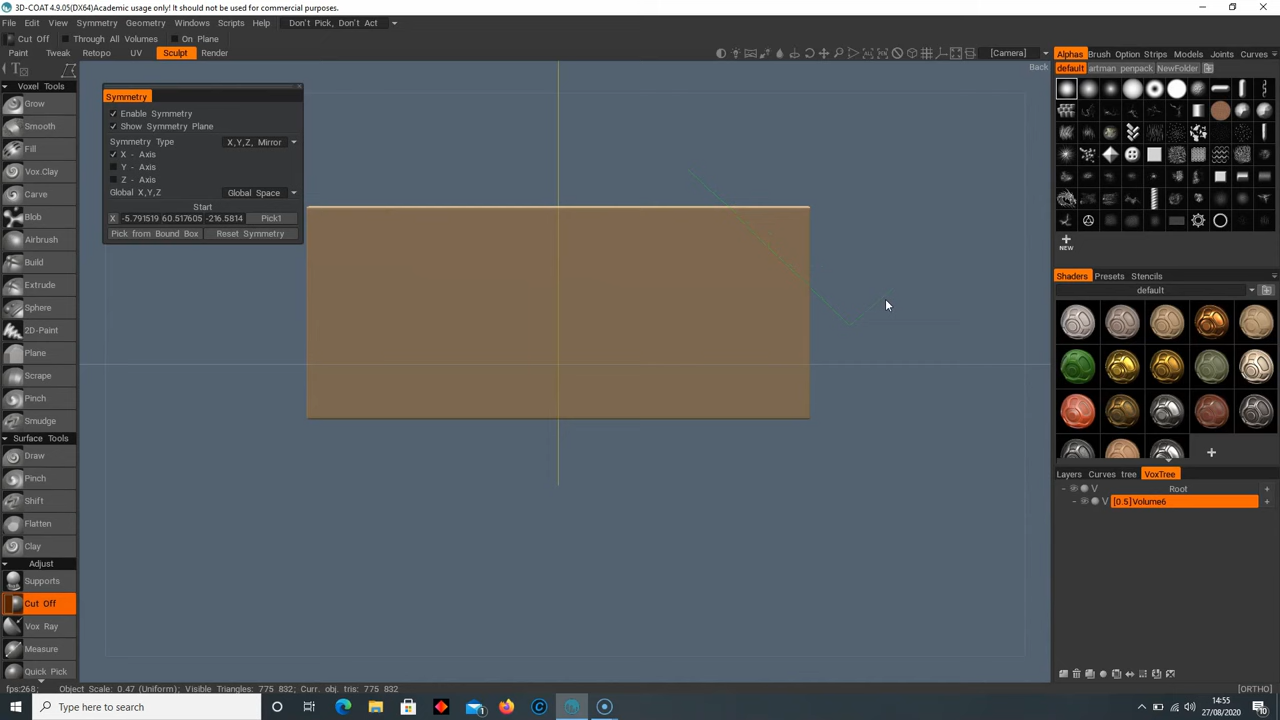 3D-COAT 4.9.05(D6)Academic usage only! It should not be used for commercial purposes.
File Edit View Symmetry Geometry Windows Scripts Help Don't Pick, Don't Act
Cut Off Through All Volumes On Plane
Paint Tweak Retopo UV Sculpt Render [Camera]
Back
Alphas Brush Option Strips Models Joints Curves
default artman penpack NewFolder
Voxel Tools
Grow
Smooth
Fill
Vox.Clay
Carve
Blob
Airbrush
Build
Extrude
Sphere
2D-Paint
Plane
Scrape
Pinch
Smudge
Surface Tools
Draw
Pinch
Shift
Flatten
Clay
Adjust
Supports
Cut Off
Vox Ray
Measure
Quick Pick
Symmetry
Enable Symmetry
Show Symmetry Plane
Symmetry Type X,Y,Z, Mirror
X - Axis
Y - Axis
Z - Axis
Global X,Y,Z Global Space
Start
X -5.791519 60.517605 -216.5814 Pick1
Pick from Bound Box Reset Symmetry
NEW
Shaders Presets Stencils
default
Layers Curves tree VoxTree
V Root
V [0.5]Volume6
fps:268; Object Scale: 0.47 (Uniform); Visible Triangles: 775 832; Curr. obj. tris: 775 832;
[ORTHO]
Type here to search
1
14:55
27/08/2020
10